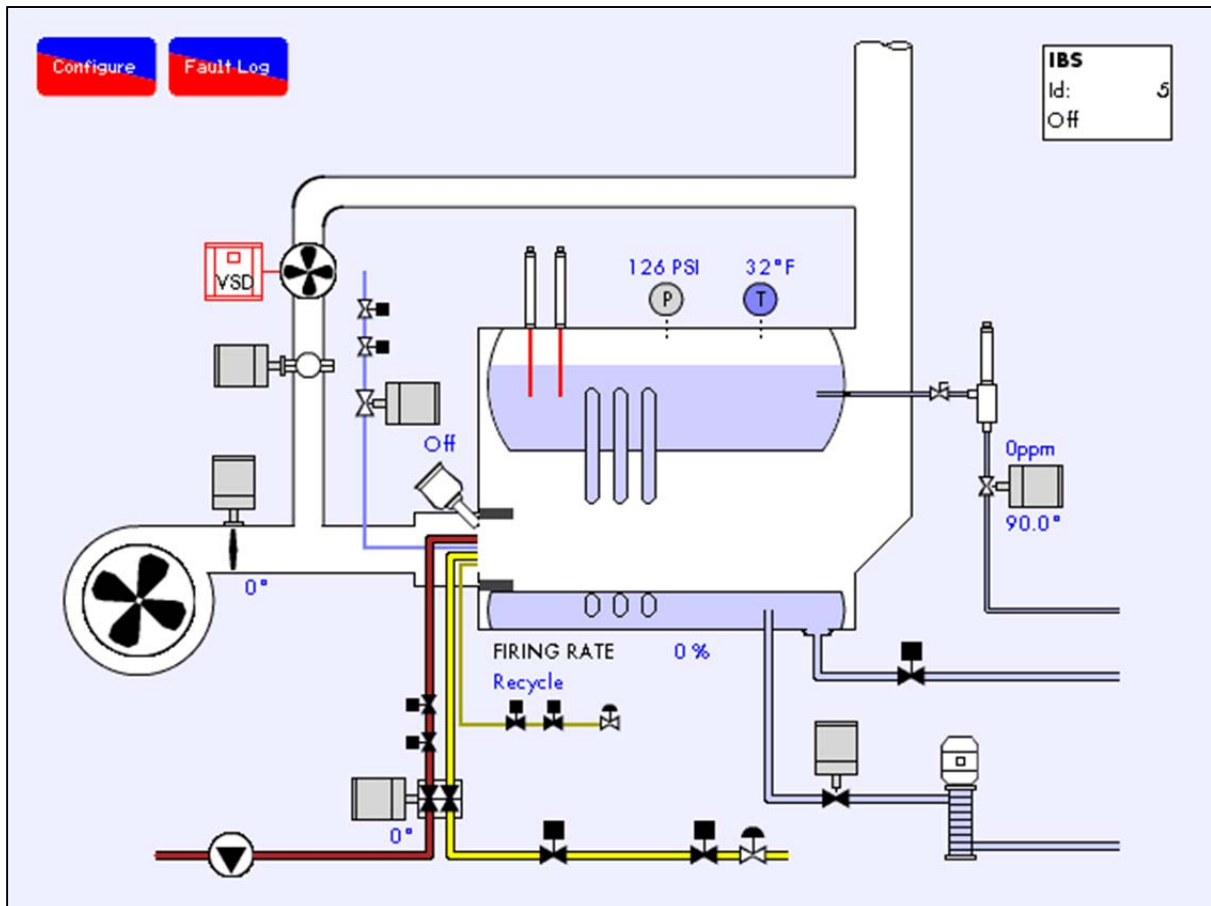 Configure
Fault Log
IBS
Id: 5
Off
VSD
126 PSI
32°F
P
T
Off
0ppm
90.0°
0°
FIRING RATE 0 %
Recycle
0°